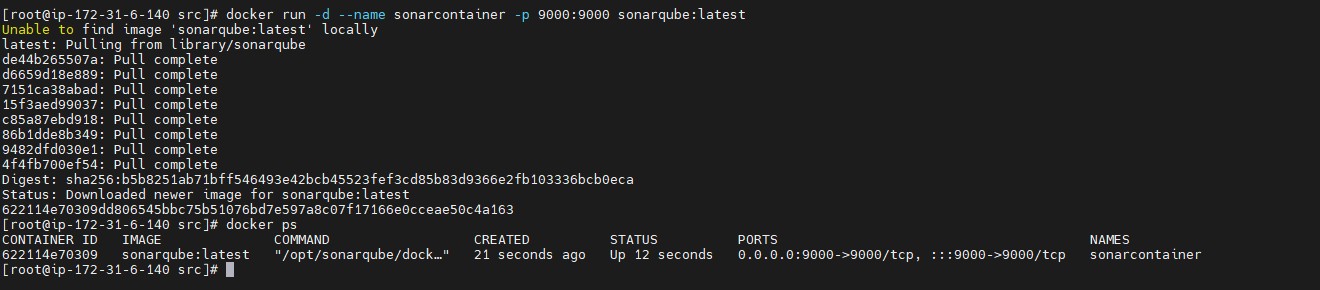 [root@ip-172-31-6-140 src]# docker run -d --name sonarcontainer -p 9000:9000 sonarqube:latest
Unable to find image 'sonarqube:latest' locally
latest: Pulling from library/sonarqube
de44b265507a: Pull complete
d6659d18e889: Pull complete
7151ca38abad: Pull complete
15f3aed99037: Pull complete
c85a87ebd918: Pull complete
86b1dde8b349: Pull complete
9482dfd030e1: Pull complete
4f4fb700ef54: Pull complete
Digest: sha256:b5b8251ab71bff546493e42bcb45523fef3cd85b83d9366e2fb103336bcb0eca
Status: Downloaded newer image for sonarqube:latest
622114e70309dd806545bbc75b51076bd7e597a8c07f17166e0cceae50c4a163
[root@ip-172-31-6-140 src]# docker ps
CONTAINER ID   IMAGE              COMMAND                  CREATED          STATUS          PORTS                                       NAMES
622114e70309   sonarqube:latest   "/opt/sonarqube/dock…"   21 seconds ago   Up 12 seconds   0.0.0.0:9000->9000/tcp, :::9000->9000/tcp   sonarcontainer
[root@ip-172-31-6-140 src]#